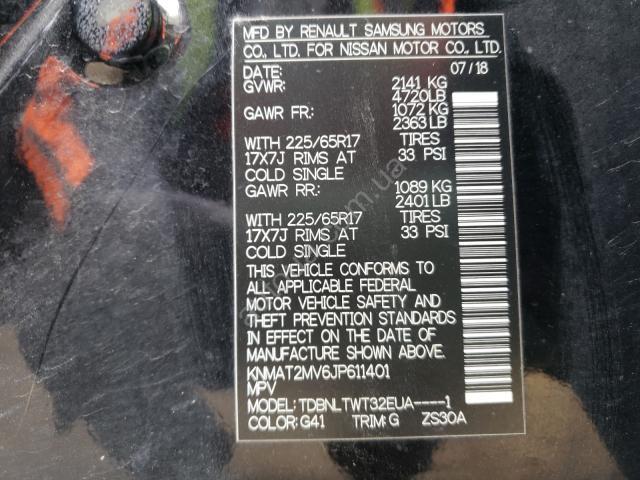 MFD BY RENAULT SAMSUNG MOTORS
CO., LTD. FOR NISSAN MOTOR CO., LTD.
DATE: 07/18
GVWR: 2141 KG
4720LB
GAWR FR: 1072 KG
2363 LB
WITH 225/65R17 TIRES
17X7J RIMS AT 33 PSI
COLD SINGLE
GAWR RR: 1089 KG
2401 LB
WITH 225/65R17 TIRES
17X7J RIMS AT 33 PSI
COLD SINGLE
THIS VEHICLE CONFORMS TO
ALL APPLICABLE FEDERAL
MOTOR VEHICLE SAFETY AND
THEFT PREVENTION STANDARDS
IN EFFECT ON THE DATE OF
MANUFACTURE SHOWN ABOVE.
KNMAT2MV6JP611401
MPV
MODEL: TDBNLTWT32EUA----1
COLOR: G41 TRIM: G ZS30A